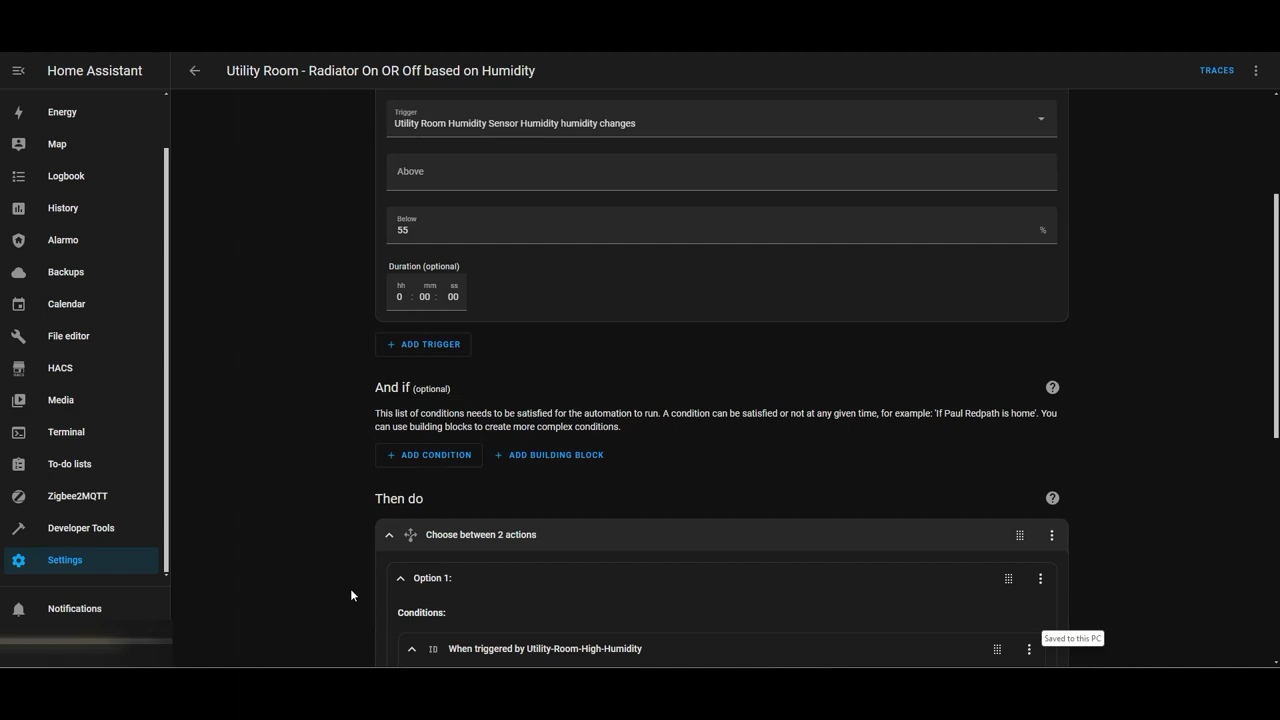 Home Assistant
Utility Room - Radiator On OR Off based on Humidity
TRACES
Energy
Map
Logbook
History
Alarmo
Backups
Calendar
File editor
HACS
Media
Terminal
To-do lists
Zigbee2MQTT
Developer Tools
Settings
Notifications
Trigger
Utility Room Humidity Sensor Humidity humidity changes
Above
Below
55 %
Duration (optional)
hh mm ss
0 : 00 : 00
+ ADD TRIGGER
And if (optional)
This list of conditions needs to be satisfied for the automation to run. A condition can be satisfied or not at any given time, for example: 'If Paul Redpath is home'. You
can use building blocks to create more complex conditions.
+ ADD CONDITION + ADD BUILDING BLOCK
Then do
Choose between 2 actions
Option 1:
Conditions:
Saved to this PC
ID When triggered by Utility-Room-High-Humidity